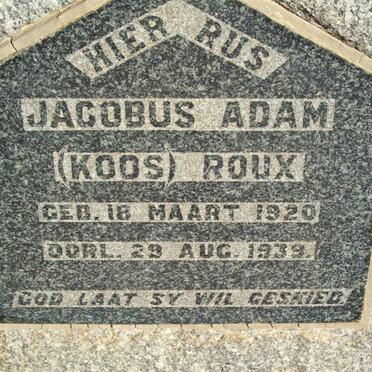 HIER RUS
JACOBUS ADAM
(KOOS) ROUX
GEB. 18 MAART 1920
OORL. 29 AUG. 1939.
GOD LAAT SY WIL GESKIED